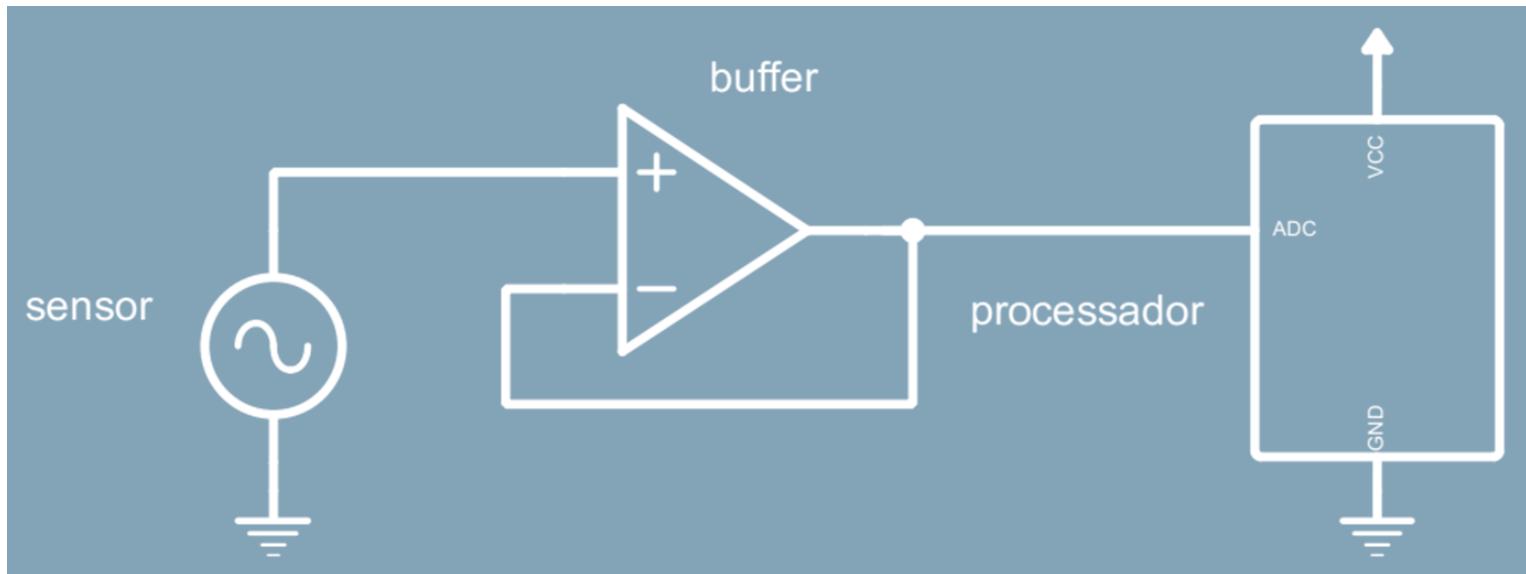 buffer
sensor
+
−
processador
ADC
VCC
GND